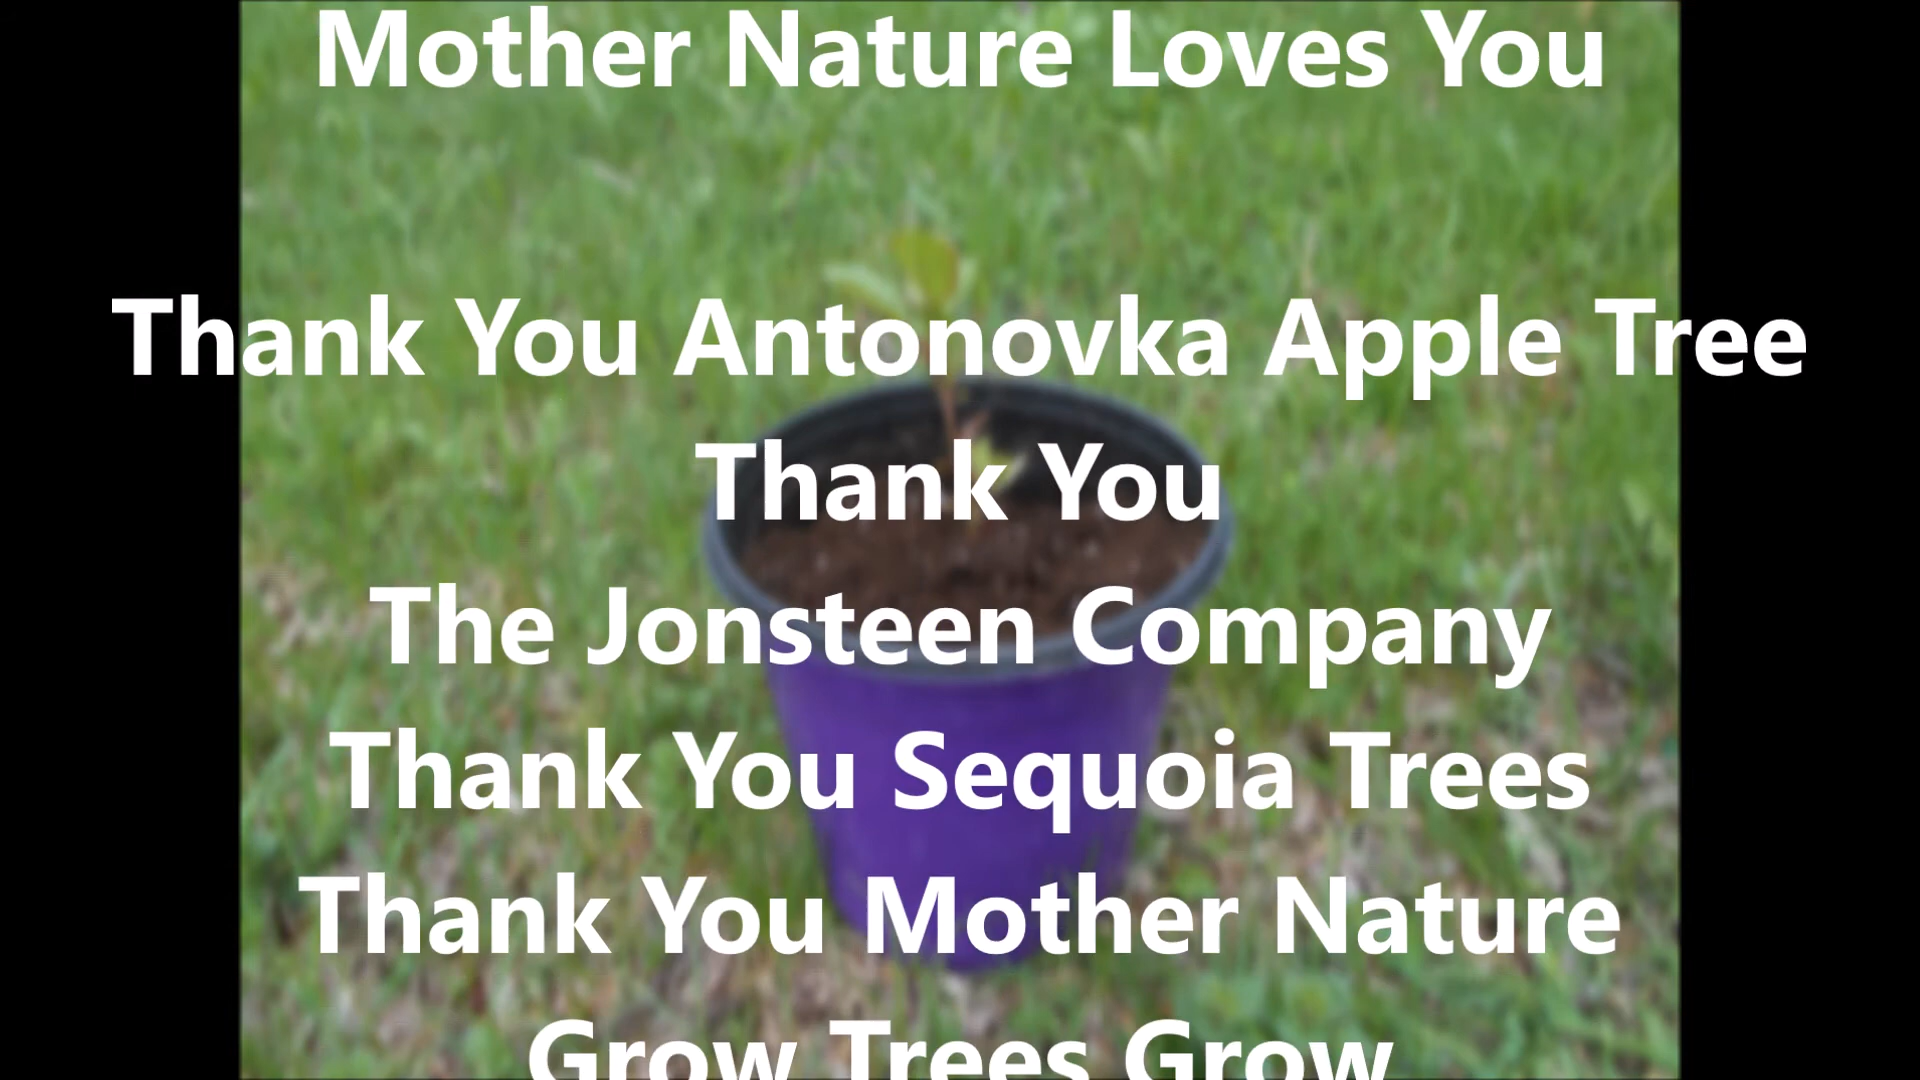 Mother Nature Loves You
Thank You Antonovka Apple Tree
Thank You
The Jonsteen Company
Thank You Sequoia Trees
Thank You Mother Nature
Grow Trees Grow